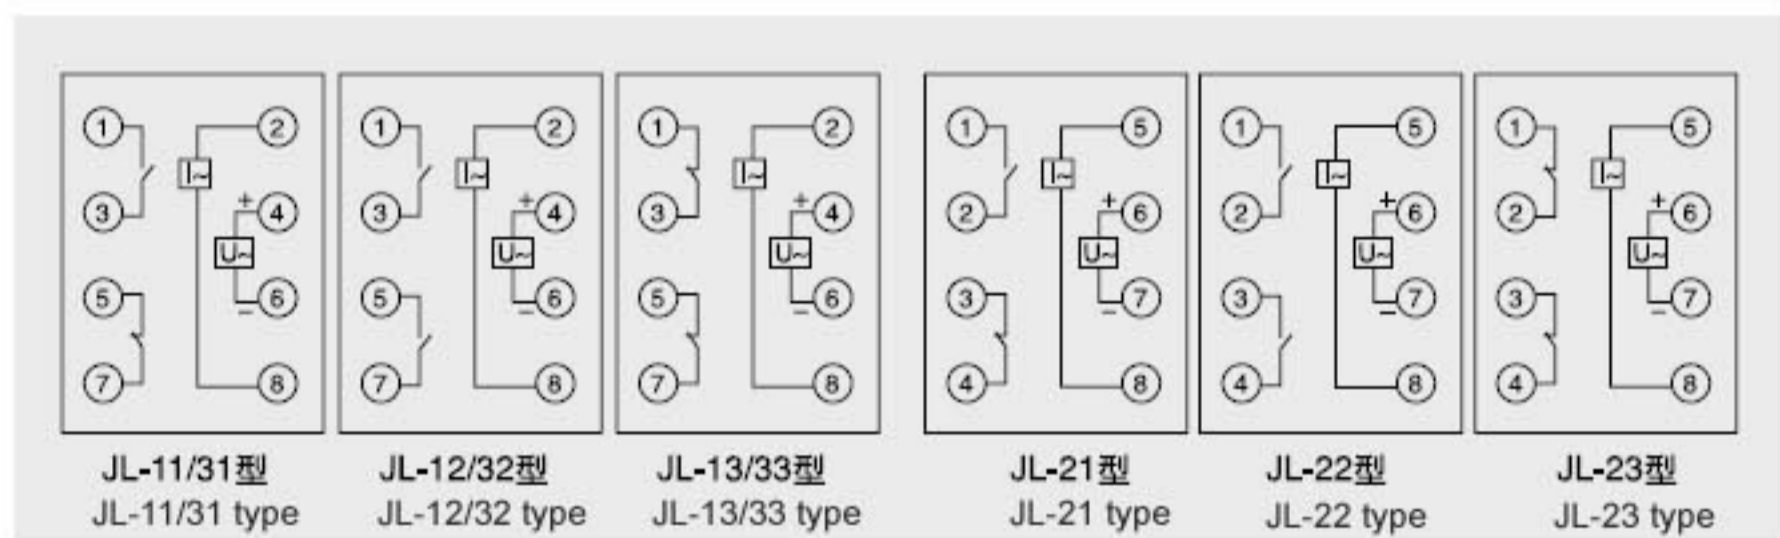 1 2
I~
3 + 4
U~
5 − 6
7 8
JL-11/31型
JL-11/31 type
1 2
I~
3 + 4
U~
5 − 6
7 8
JL-12/32型
JL-12/32 type
1 2
I~
3 + 4
U~
5 − 6
7 8
JL-13/33型
JL-13/33 type
1 5
I~
2 + 6
U~
3 − 7
4 8
JL-21型
JL-21 type
1 5
I~
2 + 6
U~
3 − 7
4 8
JL-22型
JL-22 type
1 5
I~
2 + 6
U~
3 − 7
4 8
JL-23型
JL-23 type